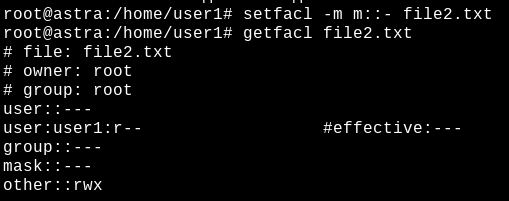 root@astra:/home/user1# setfacl -m m::- file2.txt
root@astra:/home/user1# getfacl file2.txt
# file: file2.txt
# owner: root
# group: root
user::---
user:user1:r-- #effective:---
group::---
mask::---
other::rwx